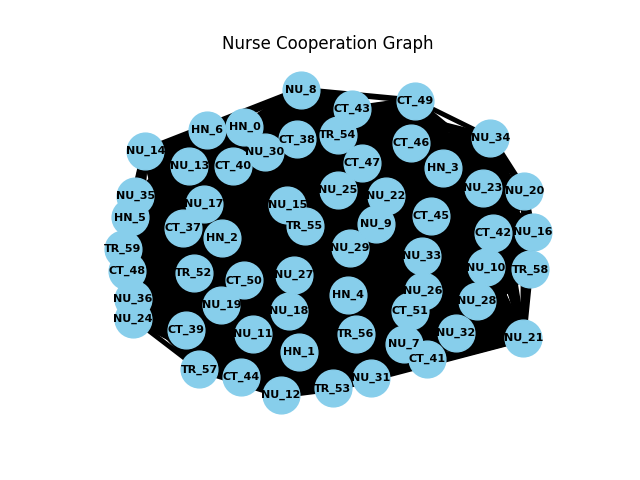 Nurse Cooperation Graph
NU_8
CT_49
CT_43
HN_0
HN_6
TR_54
NU_34
CT_38
CT_46
NU_14
NU_30
CT_47
NU_13
CT_40
HN_3
NU_23
NU_25
NU_20
NU_35
NU_22
NU_17
NU_15
HN_5
CT_45
NU_9
TR_55
CT_37
NU_16
CT_42
HN_2
TR_59
NU_29
NU_33
NU_10
TR_58
CT_48
TR_52
NU_27
CT_50
NU_26
HN_4
NU_36
NU_28
NU_19
NU_18
CT_51
NU_24
CT_39
NU_11
TR_56
NU_32
NU_21
NU_7
HN_1
CT_41
TR_57
CT_44
NU_31
TR_53
NU_12